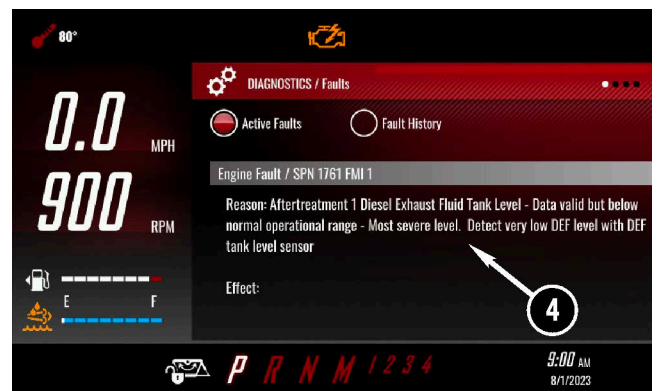 80°
DIAGNOSTICS / Faults
Active Faults
Fault History
0.0 MPH
Engine Fault / SPN 1761 FMI 1
Reason: Aftertreatment 1 Diesel Exhaust Fluid Tank Level - Data valid but below
normal operational range - Most severe level. Detect very low DEF level with DEF
tank level sensor
900 RPM
Effect:
E F
4
P R N M 1 2 3 4
9:00 AM
8/1/2023